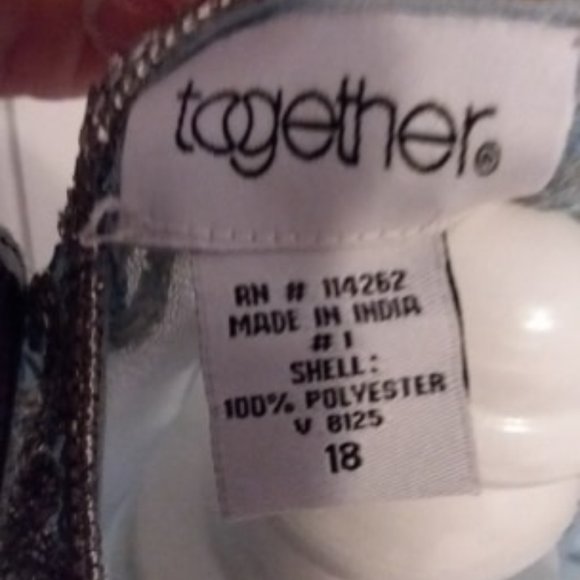 together®
RN # 114262
MADE IN INDIA
# 1
SHELL:
100% POLYESTER
V 8125
18